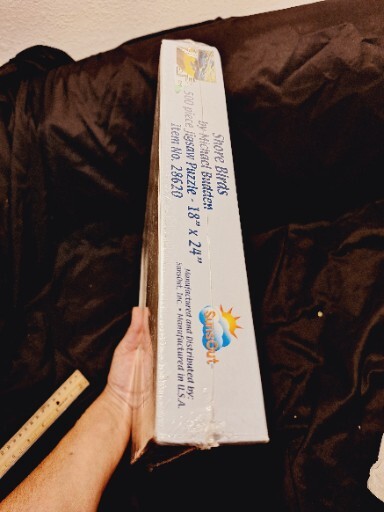 Shore Birds
by Michael Budden
500 piece Jigsaw Puzzle - 18" x 24"
Item No. 28620
SunsOut
Manufactured and Distributed by:
SunsOut, Inc. • Manufactured in U.S.A.